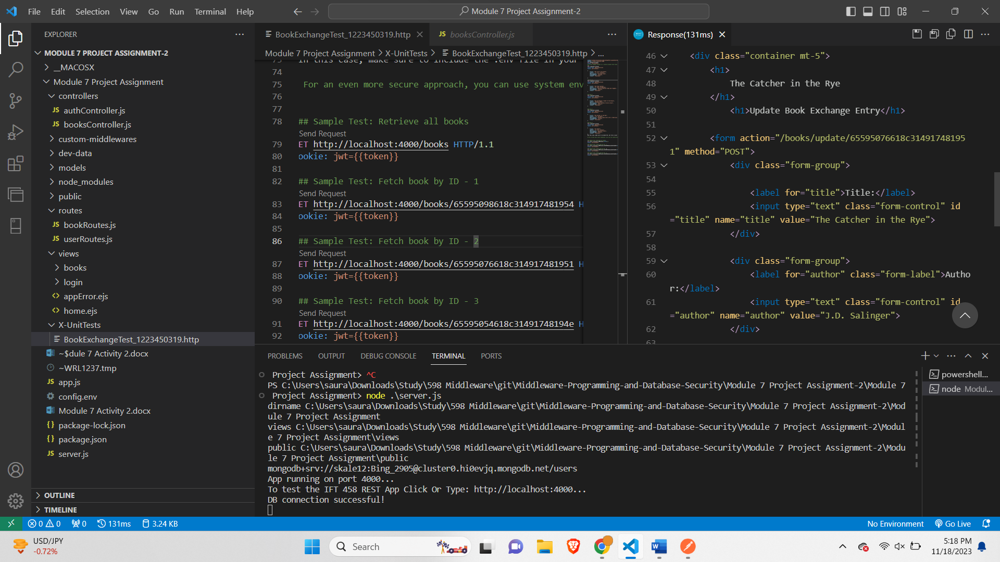 File Edit Selection View Go Run Terminal Help
Module 7 Project Assignment-2
EXPLORER
MODULE 7 PROJECT ASSIGNMENT-2
__MACOSX
Module 7 Project Assignment
controllers
JS authController.js
JS booksController.js
custom-middlewares
dev-data
models
node_modules
public
routes
JS bookRoutes.js
JS userRoutes.js
views
books
login
<> appError.ejs
<> home.ejs
X-UnitTests
BookExchangeTest_1223450319.http
~$dule 7 Activity 2.docx
~WRL1237.tmp
JS app.js
config.env
Module 7 Activity 2.docx
{} package-lock.json
{} package.json
JS server.js
OUTLINE
TIMELINE
BookExchangeTest_1223450319.http
JS booksController.js
Module 7 Project Assignment > X-UnitTests > BookExchangeTest_1223450319.http > ...
73 In this case, make sure to include the .env file in your
74
75 For an even more secure approach, you can use system env
76
77
78 ## Sample Test: Retrieve all books
Send Request
79 ET http://localhost:4000/books HTTP/1.1
80 ookie: jwt={{token}}
81
82 ## Sample Test: Fetch book by ID - 1
Send Request
83 ET http://localhost:4000/books/65595098618c314917481954 H
84 ookie: jwt={{token}}
85
86 ## Sample Test: Fetch book by ID - 2
Send Request
87 ET http://localhost:4000/books/65595076618c314917481951 H
88 ookie: jwt={{token}}
89
90 ## Sample Test: Fetch book by ID - 3
Send Request
91 ET http://localhost:4000/books/65595054618c31491748194e H
92 ookie: jwt={{token}}
Response(131ms)
46 <div class="container mt-5">
47 <h1>
48 The Catcher in the Rye
49 </h1>
50 <h1>Update Book Exchange Entry</h1>
51
52 <form action="/books/update/65595076618c31491748195
1" method="POST">
53 <div class="form-group">
54
55 <label for="title">Title:</label>
56 <input type="text" class="form-control" id
="title" name="title" value="The Catcher in the Rye">
57 </div>
58
59 <div class="form-group">
60 <label for="author" class="form-label">Autho
r:</label>
61 <input type="text" class="form-control" id
="author" name="author" value="J.D. Salinger">
62 </div>
63
PROBLEMS OUTPUT DEBUG CONSOLE TERMINAL PORTS
Project Assignment> ^C
PS C:\Users\saura\Downloads\Study\598 Middleware\git\Middleware-Programming-and-Database-Security\Module 7 Project Assignment-2\Module 7
Project Assignment> node .\server.js
dirname C:\Users\saura\Downloads\Study\598 Middleware\git\Middleware-Programming-and-Database-Security\Module 7 Project Assignment-2\Mod
ule 7 Project Assignment
views C:\Users\saura\Downloads\Study\598 Middleware\git\Middleware-Programming-and-Database-Security\Module 7 Project Assignment-2\Modul
e 7 Project Assignment\views
public C:\Users\saura\Downloads\Study\598 Middleware\git\Middleware-Programming-and-Database-Security\Module 7 Project Assignment-2\Modu
le 7 Project Assignment\public
mongodb+srv://skale12:Bing_2905@cluster0.hi0evjq.mongodb.net/users
App running on port 4000...
To test the IFT 458 REST App Click Or Type: http://localhost:4000...
DB connection successful!
powershell...
node Modul...
0 0 0 131ms 3.24 KB
No Environment Go Live
USD/JPY
-0.72%
Search
5:18 PM
11/18/2023